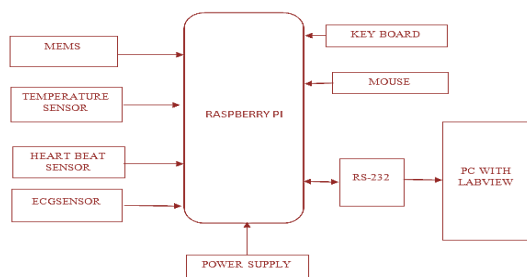 MEMS
TEMPERATURE
SENSOR
HEART BEAT
SENSOR
ECGSENSOR
RASPBERRY PI
KEY BOARD
MOUSE
RS-232
PC WITH
LABVIEW
POWER SUPPLY